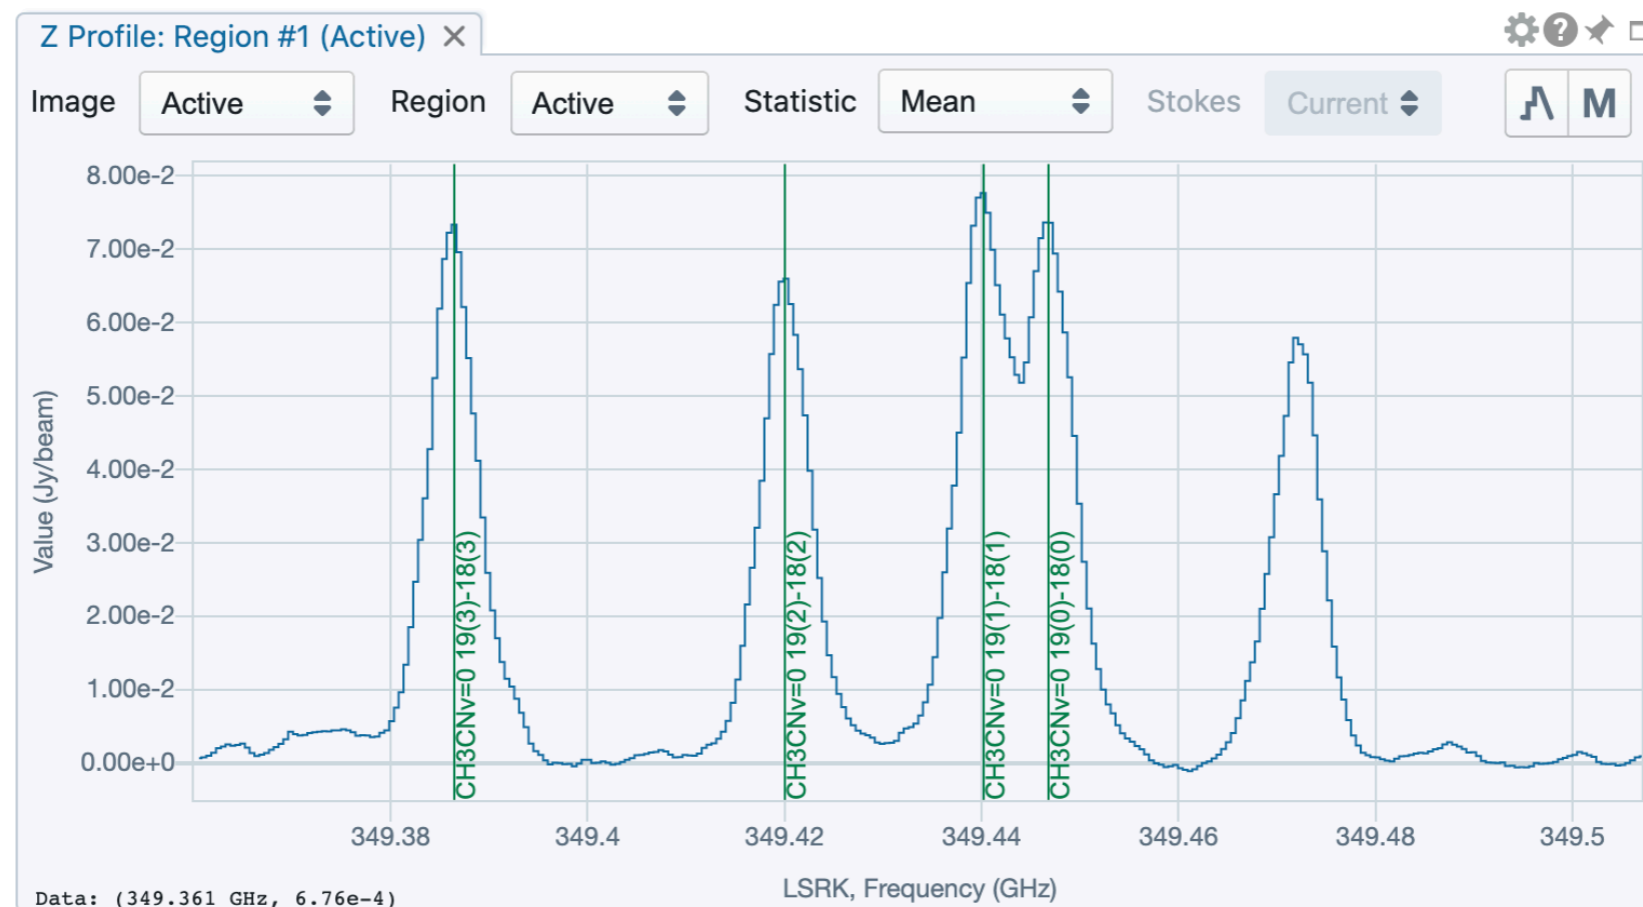 Z Profile: Region #1 (Active)
Image Active Region Active Statistic Mean Stokes Current M
8.00e-2
7.00e-2
6.00e-2
5.00e-2
4.00e-2
3.00e-2
2.00e-2
1.00e-2
0.00e+0
Value (Jy/beam)
CH3CNv=0 19(3)-18(3)
CH3CNv=0 19(2)-18(2)
CH3CNv=0 19(1)-18(1)
CH3CNv=0 19(0)-18(0)
349.38 349.4 349.42 349.44 349.46 349.48 349.5
LSRK, Frequency (GHz)
Data: (349.361 GHz, 6.76e-4)